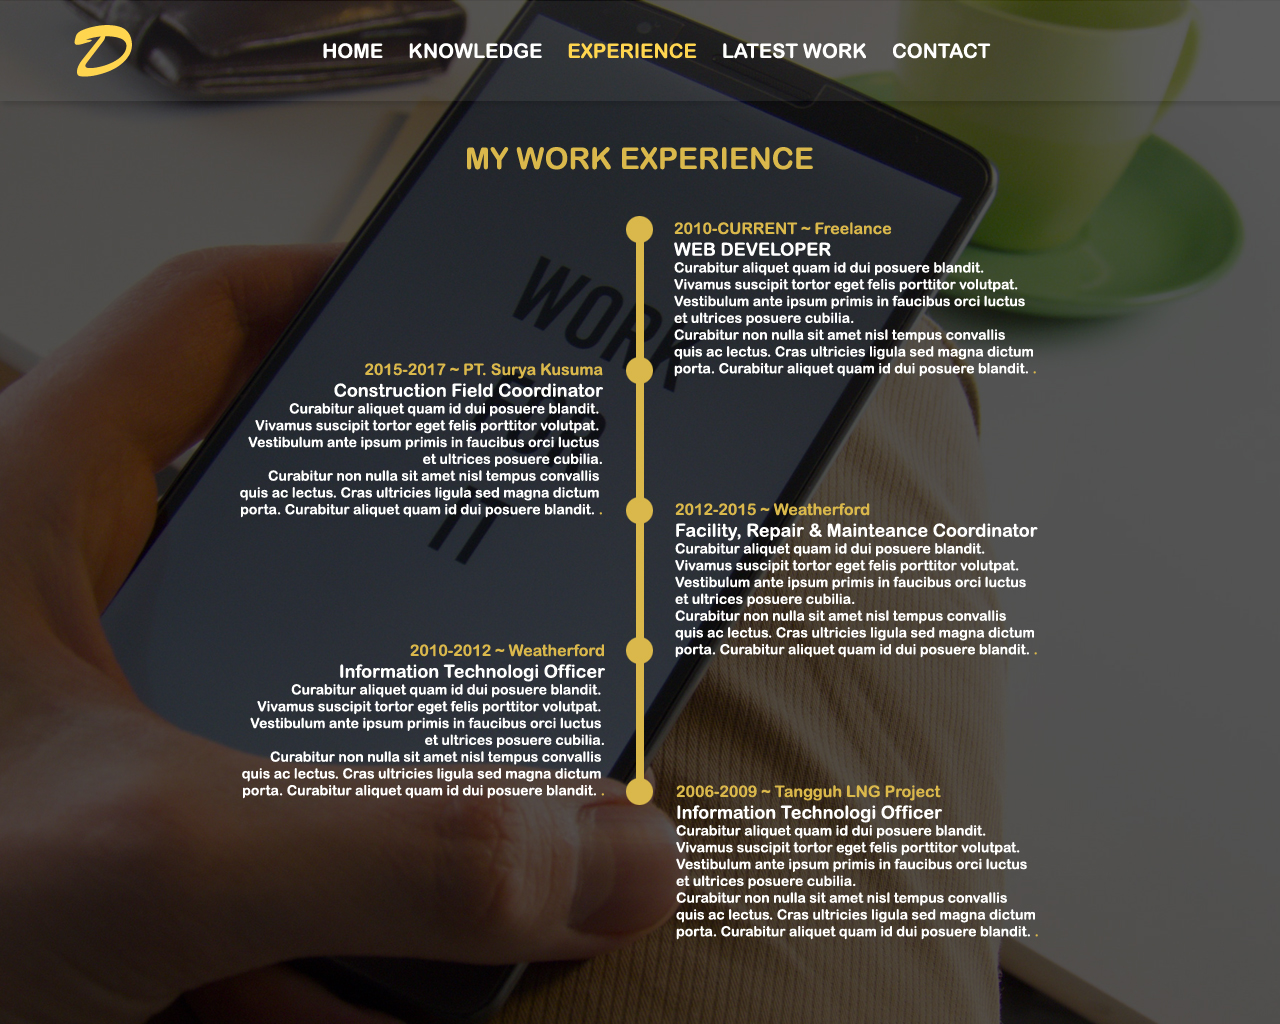 D
HOME KNOWLEDGE EXPERIENCE LATEST WORK CONTACT
MY WORK EXPERIENCE
2010-CURRENT ~ Freelance
WEB DEVELOPER
Curabitur aliquet quam id dui posuere blandit.
Vivamus suscipit tortor eget felis porttitor volutpat.
Vestibulum ante ipsum primis in faucibus orci luctus
et ultrices posuere cubilia.
Curabitur non nulla sit amet nisl tempus convallis
quis ac lectus. Cras ultricies ligula sed magna dictum
porta. Curabitur aliquet quam id dui posuere blandit. .
2015-2017 ~ PT. Surya Kusuma
Construction Field Coordinator
Curabitur aliquet quam id dui posuere blandit.
Vivamus suscipit tortor eget felis porttitor volutpat.
Vestibulum ante ipsum primis in faucibus orci luctus
et ultrices posuere cubilia.
Curabitur non nulla sit amet nisl tempus convallis
quis ac lectus. Cras ultricies ligula sed magna dictum
porta. Curabitur aliquet quam id dui posuere blandit. .
2012-2015 ~ Weatherford
Facility, Repair & Mainteance Coordinator
Curabitur aliquet quam id dui posuere blandit.
Vivamus suscipit tortor eget felis porttitor volutpat.
Vestibulum ante ipsum primis in faucibus orci luctus
et ultrices posuere cubilia.
Curabitur non nulla sit amet nisl tempus convallis
quis ac lectus. Cras ultricies ligula sed magna dictum
porta. Curabitur aliquet quam id dui posuere blandit. .
2010-2012 ~ Weatherford
Information Technologi Officer
Curabitur aliquet quam id dui posuere blandit.
Vivamus suscipit tortor eget felis porttitor volutpat.
Vestibulum ante ipsum primis in faucibus orci luctus
et ultrices posuere cubilia.
Curabitur non nulla sit amet nisl tempus convallis
quis ac lectus. Cras ultricies ligula sed magna dictum
porta. Curabitur aliquet quam id dui posuere blandit. .
2006-2009 ~ Tangguh LNG Project
Information Technologi Officer
Curabitur aliquet quam id dui posuere blandit.
Vivamus suscipit tortor eget felis porttitor volutpat.
Vestibulum ante ipsum primis in faucibus orci luctus
et ultrices posuere cubilia.
Curabitur non nulla sit amet nisl tempus convallis
quis ac lectus. Cras ultricies ligula sed magna dictum
porta. Curabitur aliquet quam id dui posuere blandit. .
WORK
FOR
IT